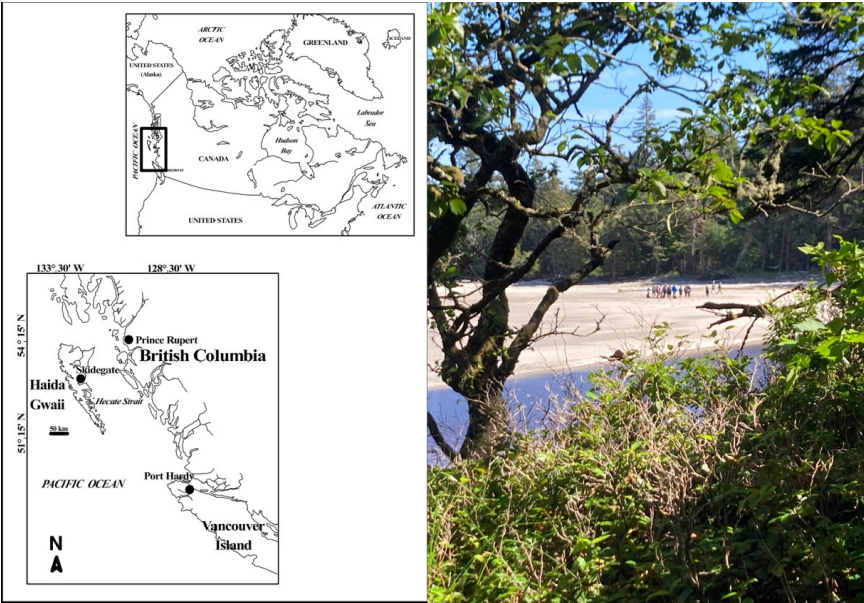 ARCTIC
OCEAN
GREENLAND
ICELAND
UNITED STATES
(Alaska)
Labrador
Sea
PACIFIC OCEAN
CANADA
Hudson
Bay
UNITED STATES
ATLANTIC
OCEAN
133°.30' W
128°.30' W
54°.15' N
Prince Rupert
British Columbia
Skidegate
Haida
Gwaii
Hecate Strait
50 km
51°.15' N
PACIFIC OCEAN
Port Hardy
Vancouver
Island
N